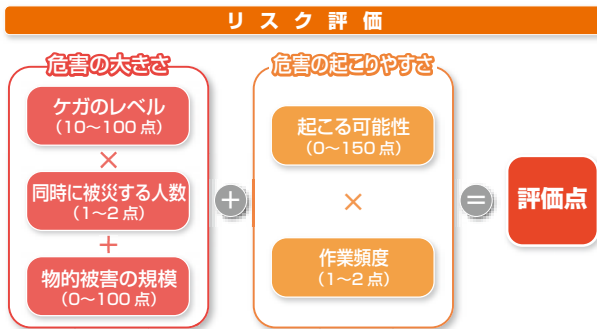 リスク評価
危害の大きさ
ケガのレベル
(10〜100点)
×
同時に被災する人数
(1〜2点)
+
物的被害の規模
(0〜100点)
+
危害の起こりやすさ
起こる可能性
(0〜150点)
×
作業頻度
(1〜2点)
=
評価点